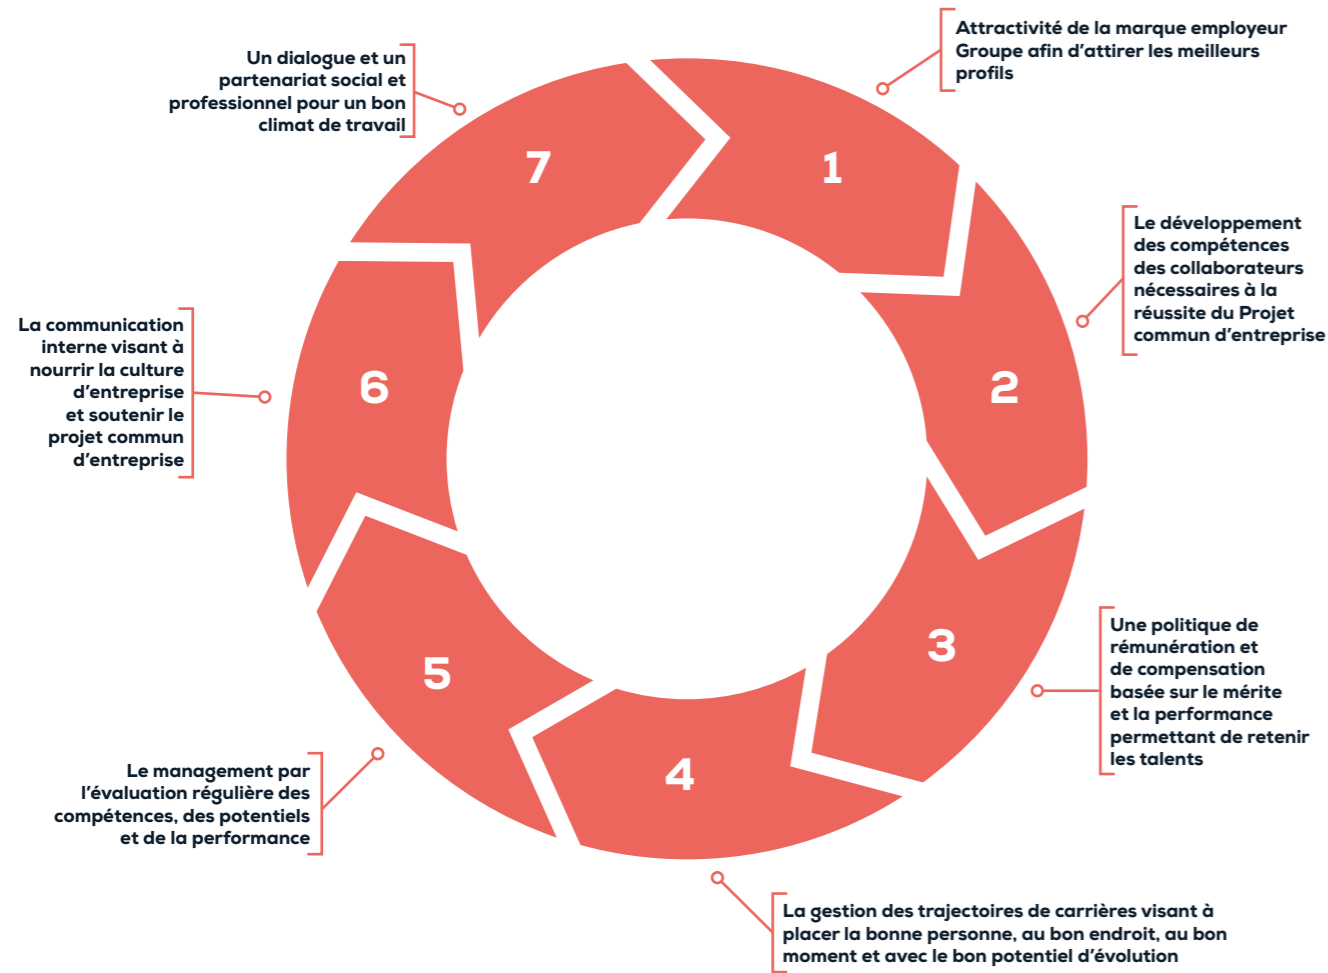 Attractivité de la marque employeur
Groupe afin d'attirer les meilleurs
profils
1
Le développement
des compétences
des collaborateurs
nécessaires à la
réussite du Projet
commun d'entreprise
2
Une politique de
rémunération et
de compensation
basée sur le mérite
et la performance
permettant de retenir
les talents
3
La gestion des trajectoires de carrières visant à
placer la bonne personne, au bon endroit, au bon
moment et avec le bon potentiel d'évolution
4
Le management par
l'évaluation régulière des
compétences, des potentiels
et de la performance
5
La communication
interne visant à
nourrir la culture
d'entreprise
et soutenir le
projet commun
d'entreprise
6
Un dialogue et un
partenariat social et
professionnel pour un bon
climat de travail
7